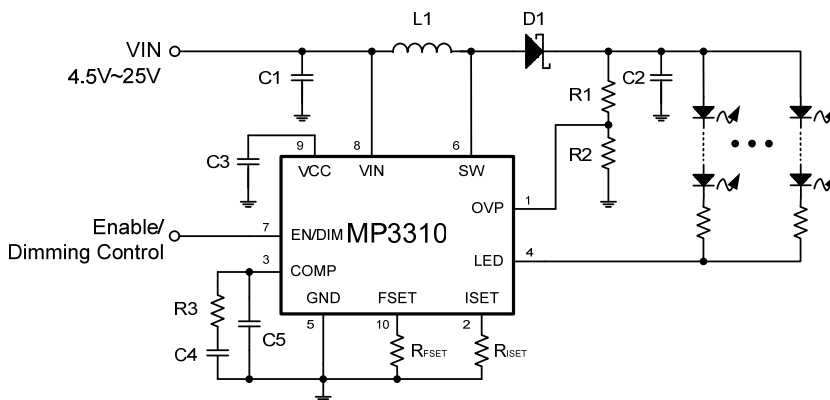 L1
D1
VIN
4.5V~25V
C1
R1
C2
C3
9
8
6
R2
VCC
VIN
SW
1
OVP
Enable/
Dimming Control
7
EN/DIM
MP3310
3
COMP
LED
4
R3
C4
C5
GND
FSET
ISET
5
10
2
RFSET
RISET